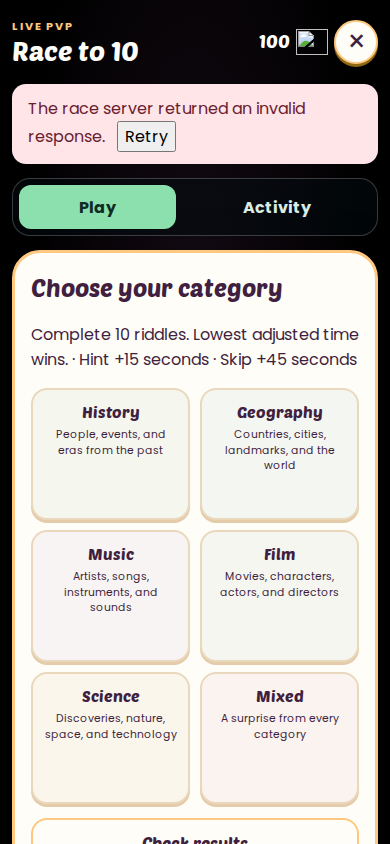 LIVE PVP
Race to 10
100
×
The race server returned an invalid
response. Retry
Play
Activity
Choose your category
Complete 10 riddles. Lowest adjusted time
wins. · Hint +15 seconds · Skip +45 seconds
History
People, events, and
eras from the past
Geography
Countries, cities,
landmarks, and the
world
Music
Artists, songs,
instruments, and
sounds
Film
Movies, characters,
actors, and directors
Science
Discoveries, nature,
space, and technology
Mixed
A surprise from every
category
Check results